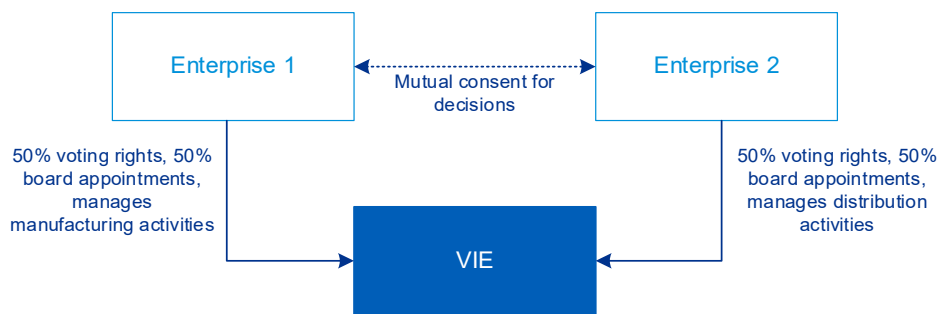 Enterprise 1
Enterprise 2
Mutual consent for
decisions
50% voting rights, 50%
board appointments,
manages
manufacturing activities
50% voting rights, 50%
board appointments,
manages distribution
activities
VIE